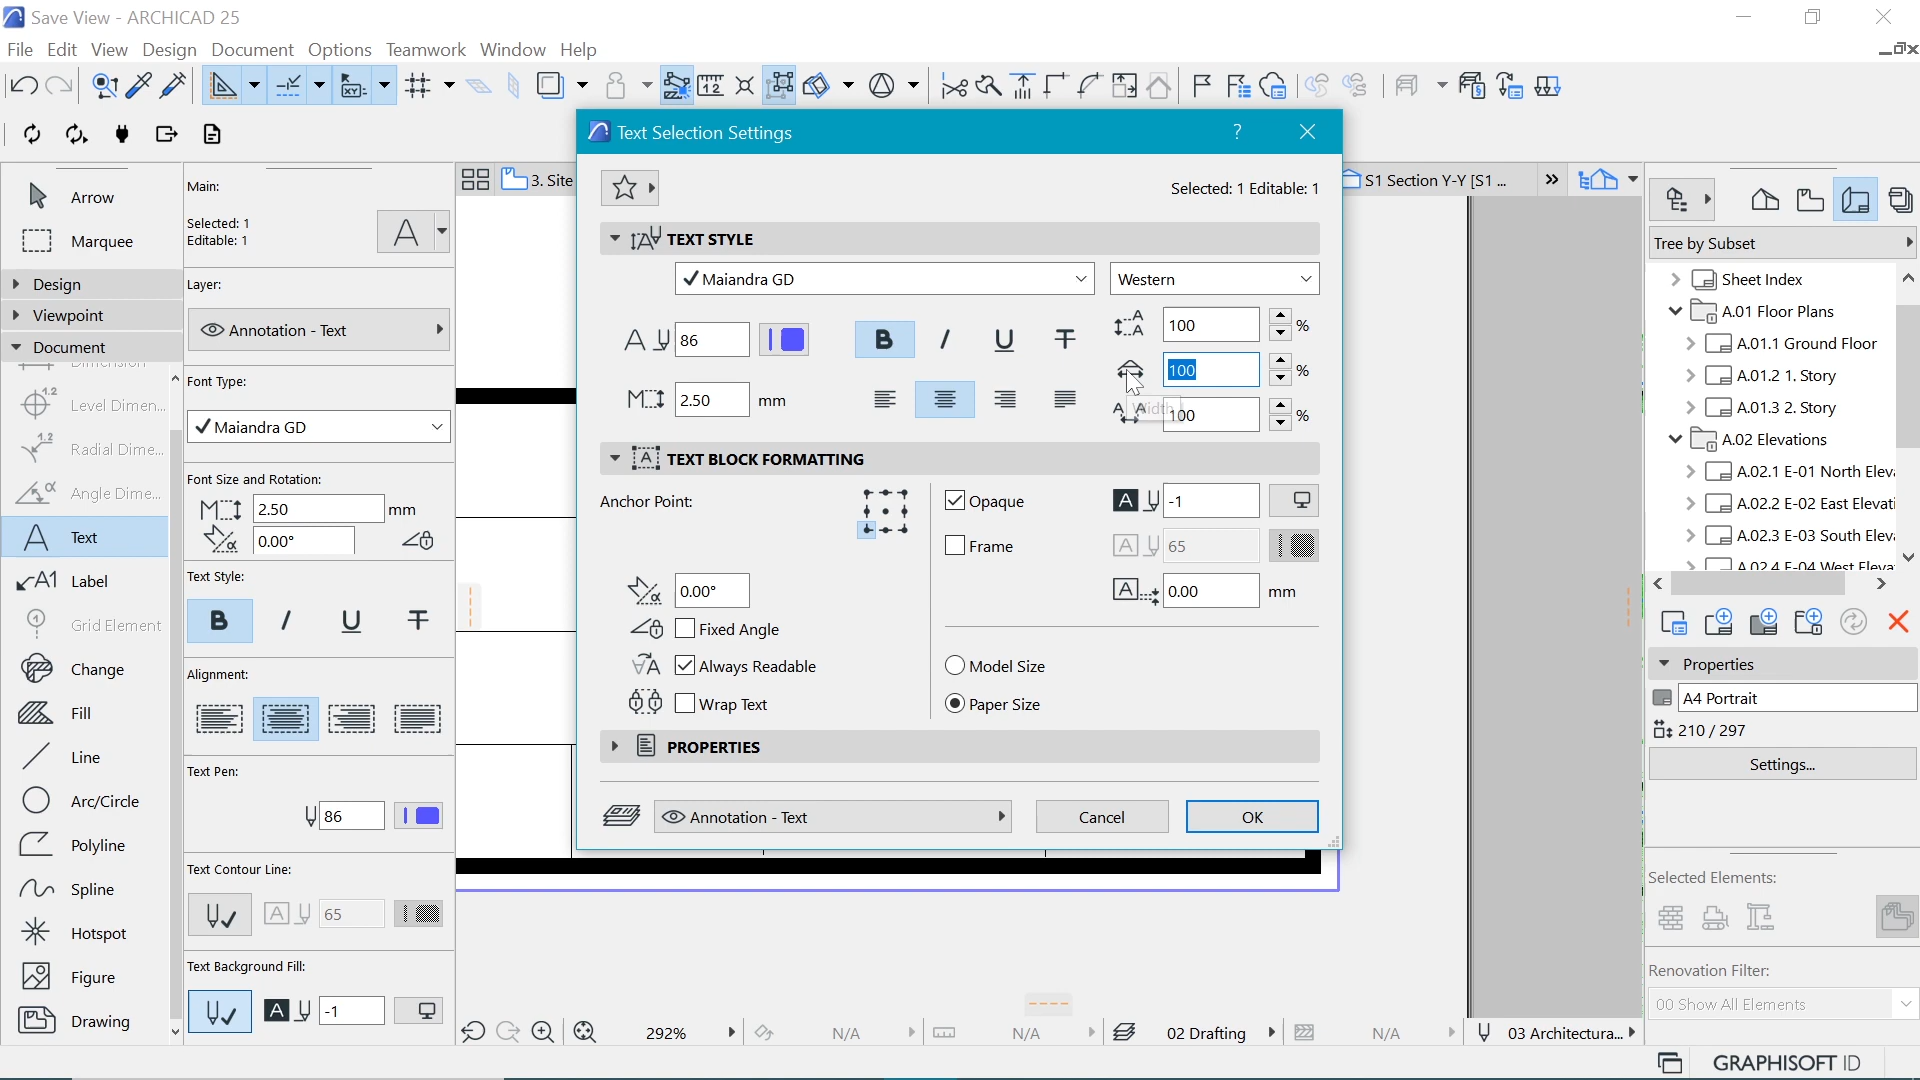 Save View - ARCHICAD 25
File Edit View Design Document Options Teamwork Window Help
Text Selection Settings
?
3. Site
S1 Section Y-Y [S1 ...
Selected: 1 Editable: 1
TEXT STYLE
Maiandra GD
Western
86
B I U T
100 %
100 %
2.50 mm
Width
100 %
TEXT BLOCK FORMATTING
Anchor Point:
Opaque
-1
Frame
65
0.00 mm
0.00°
Fixed Angle
Always Readable
Wrap Text
Model Size
Paper Size
PROPERTIES
Annotation - Text
Cancel
OK
Arrow
Marquee
Design
Viewpoint
Document
Dimension
Level Dimen...
Radial Dime...
Angle Dime...
Text
Label
Grid Element
Change
Fill
Line
Arc/Circle
Polyline
Spline
Hotspot
Figure
Drawing
Main:
Selected: 1
Editable: 1
Layer:
Annotation - Text
Font Type:
Maiandra GD
Font Size and Rotation:
2.50 mm
0.00°
Text Style:
B I U T
Alignment:
Text Pen:
86
Text Contour Line:
65
Text Background Fill:
-1
292%
N/A
N/A
02 Drafting
N/A
03 Architectura...
Tree by Subset
Sheet Index
A.01 Floor Plans
A.01.1 Ground Floor
A.01.2 1. Story
A.01.3 2. Story
A.02 Elevations
A.02.1 E-01 North Eleva
A.02.2 E-02 East Elevati
A.02.3 E-03 South Eleva
A.02.4 E-04 West Eleva
Properties
A4 Portrait
210 / 297
Settings...
Selected Elements:
Renovation Filter:
00 Show All Elements
GRAPHISOFT ID